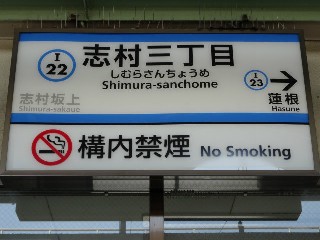 I
22
志村三丁目
しむらさんちょうめ
Shimura-sanchome
志村坂上
Shimura-sakaue
I
23
蓮根
Hasune
構内禁煙 No Smoking